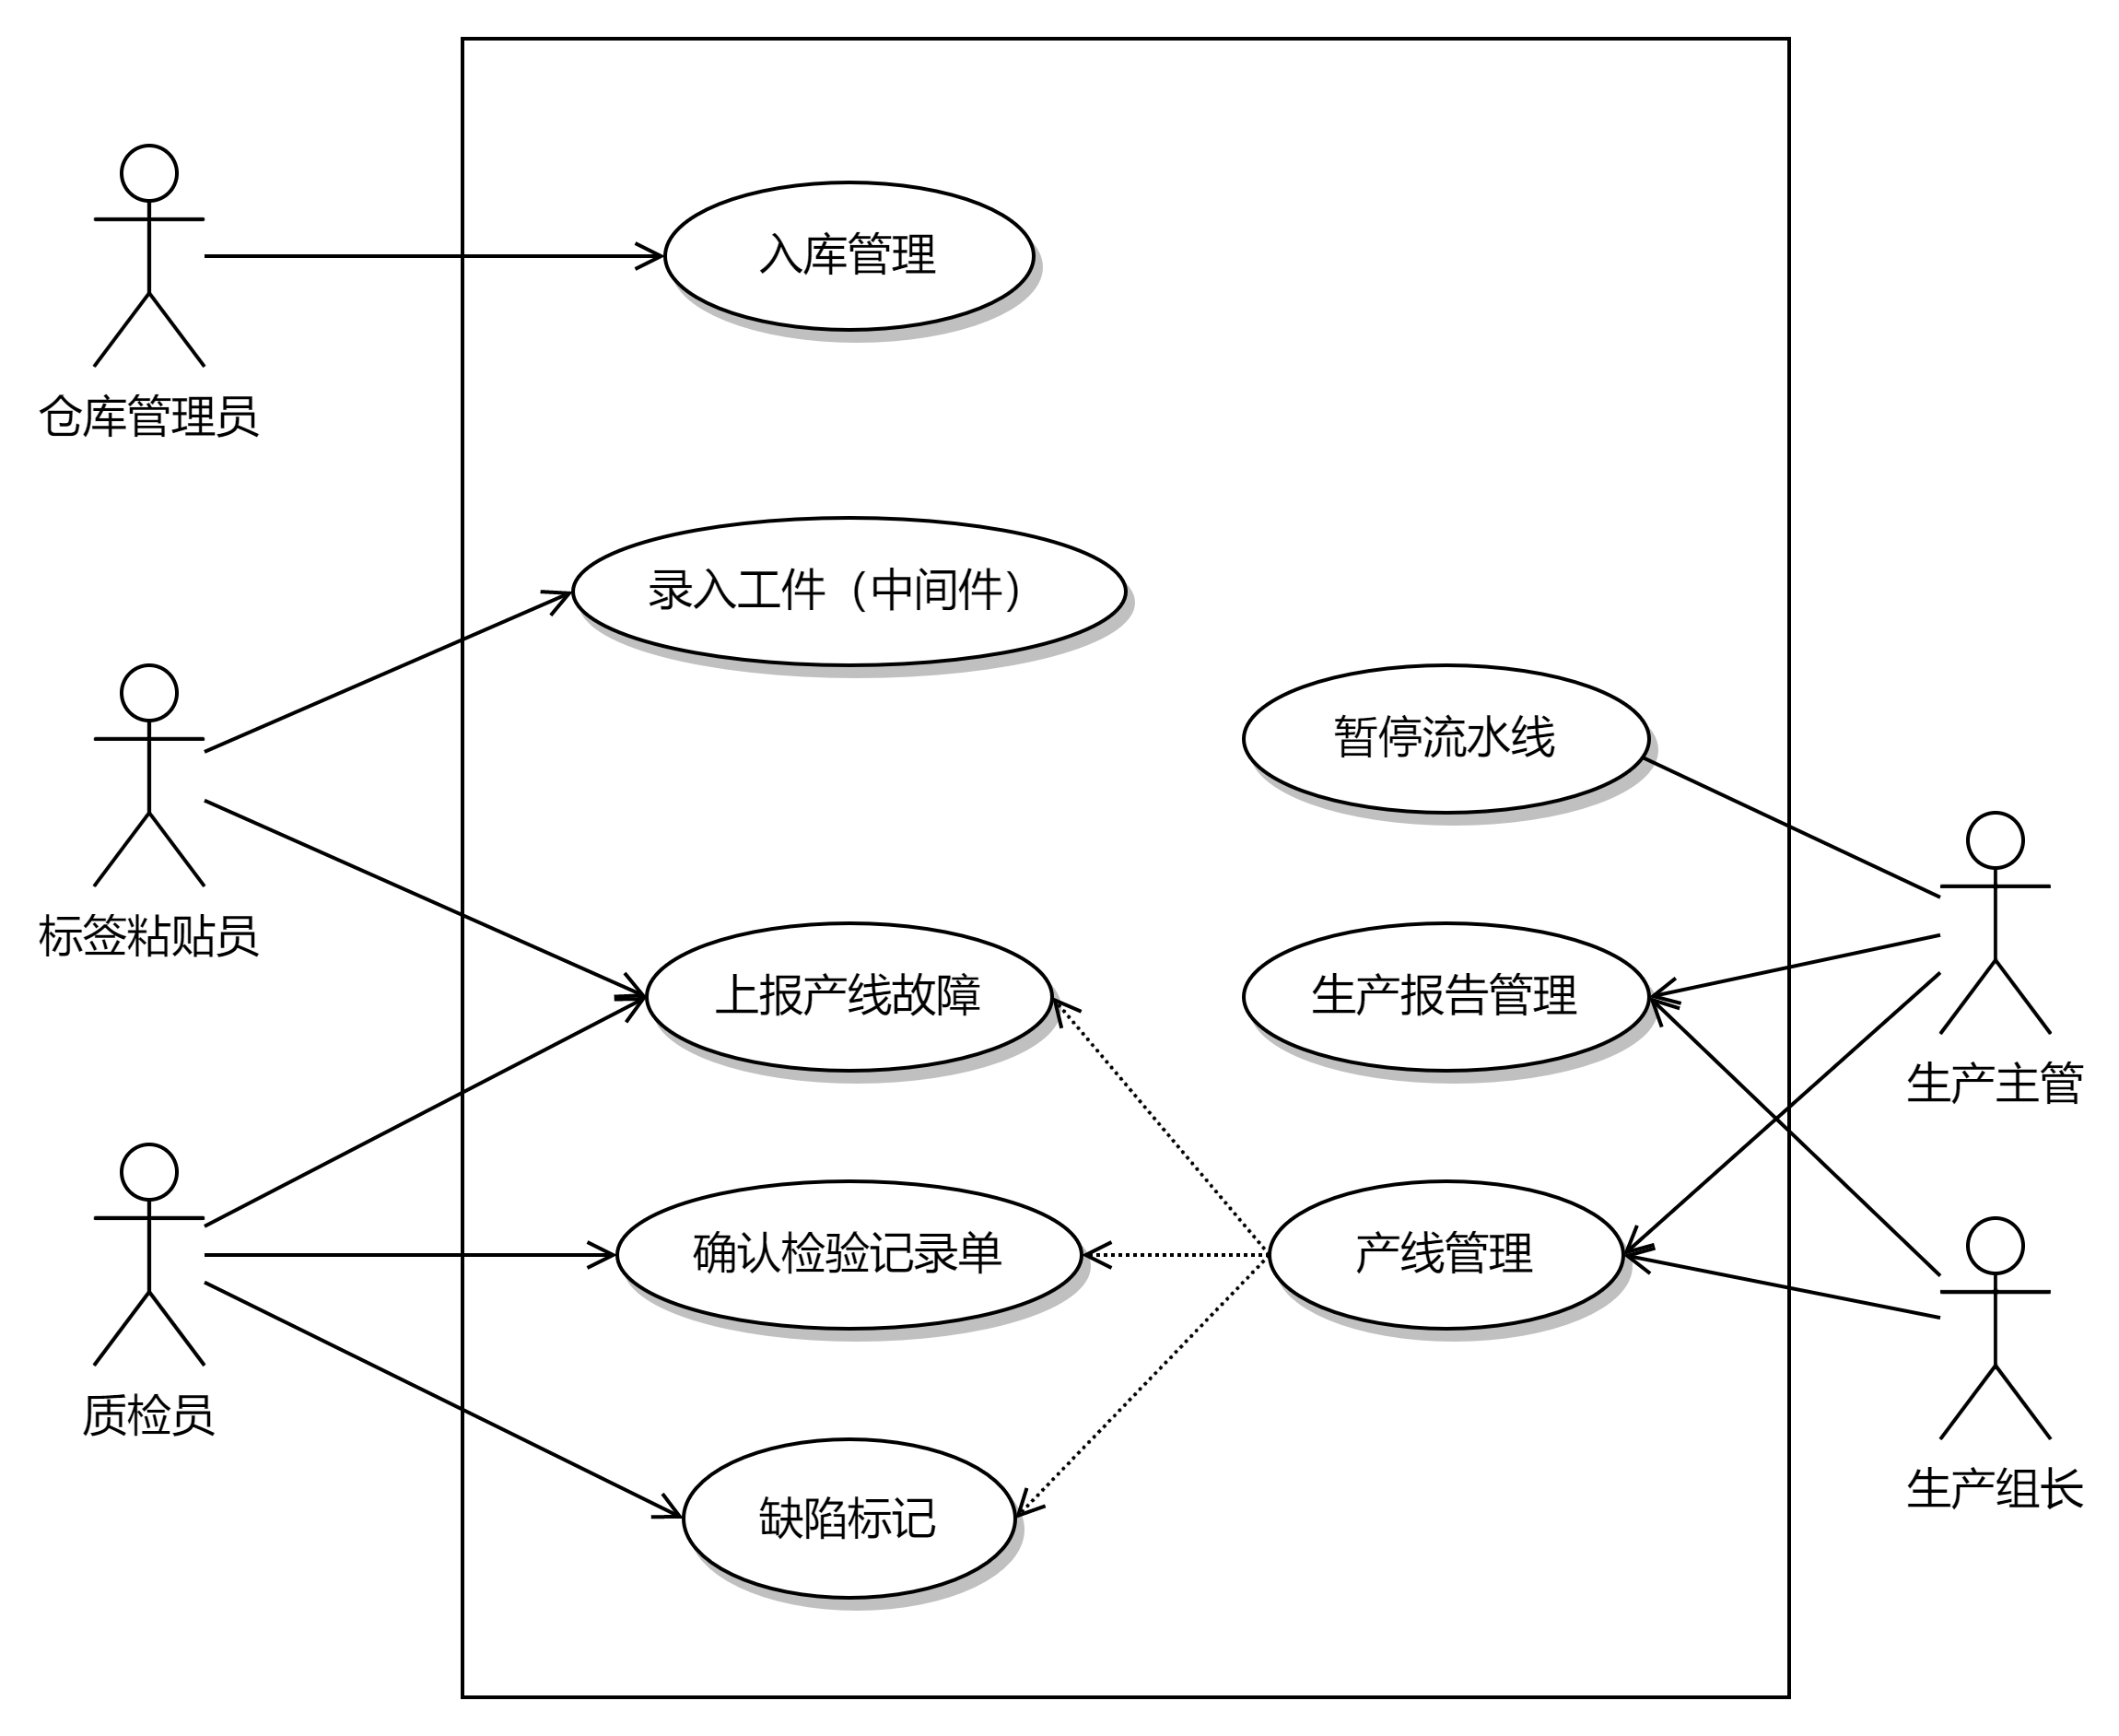 入库管理
仓库管理员
录入工件（中间件）
暂停流水线
标签粘贴员
上报产线故障
生产报告管理
生产主管
确认检验记录单
产线管理
质检员
生产组长
缺陷标记